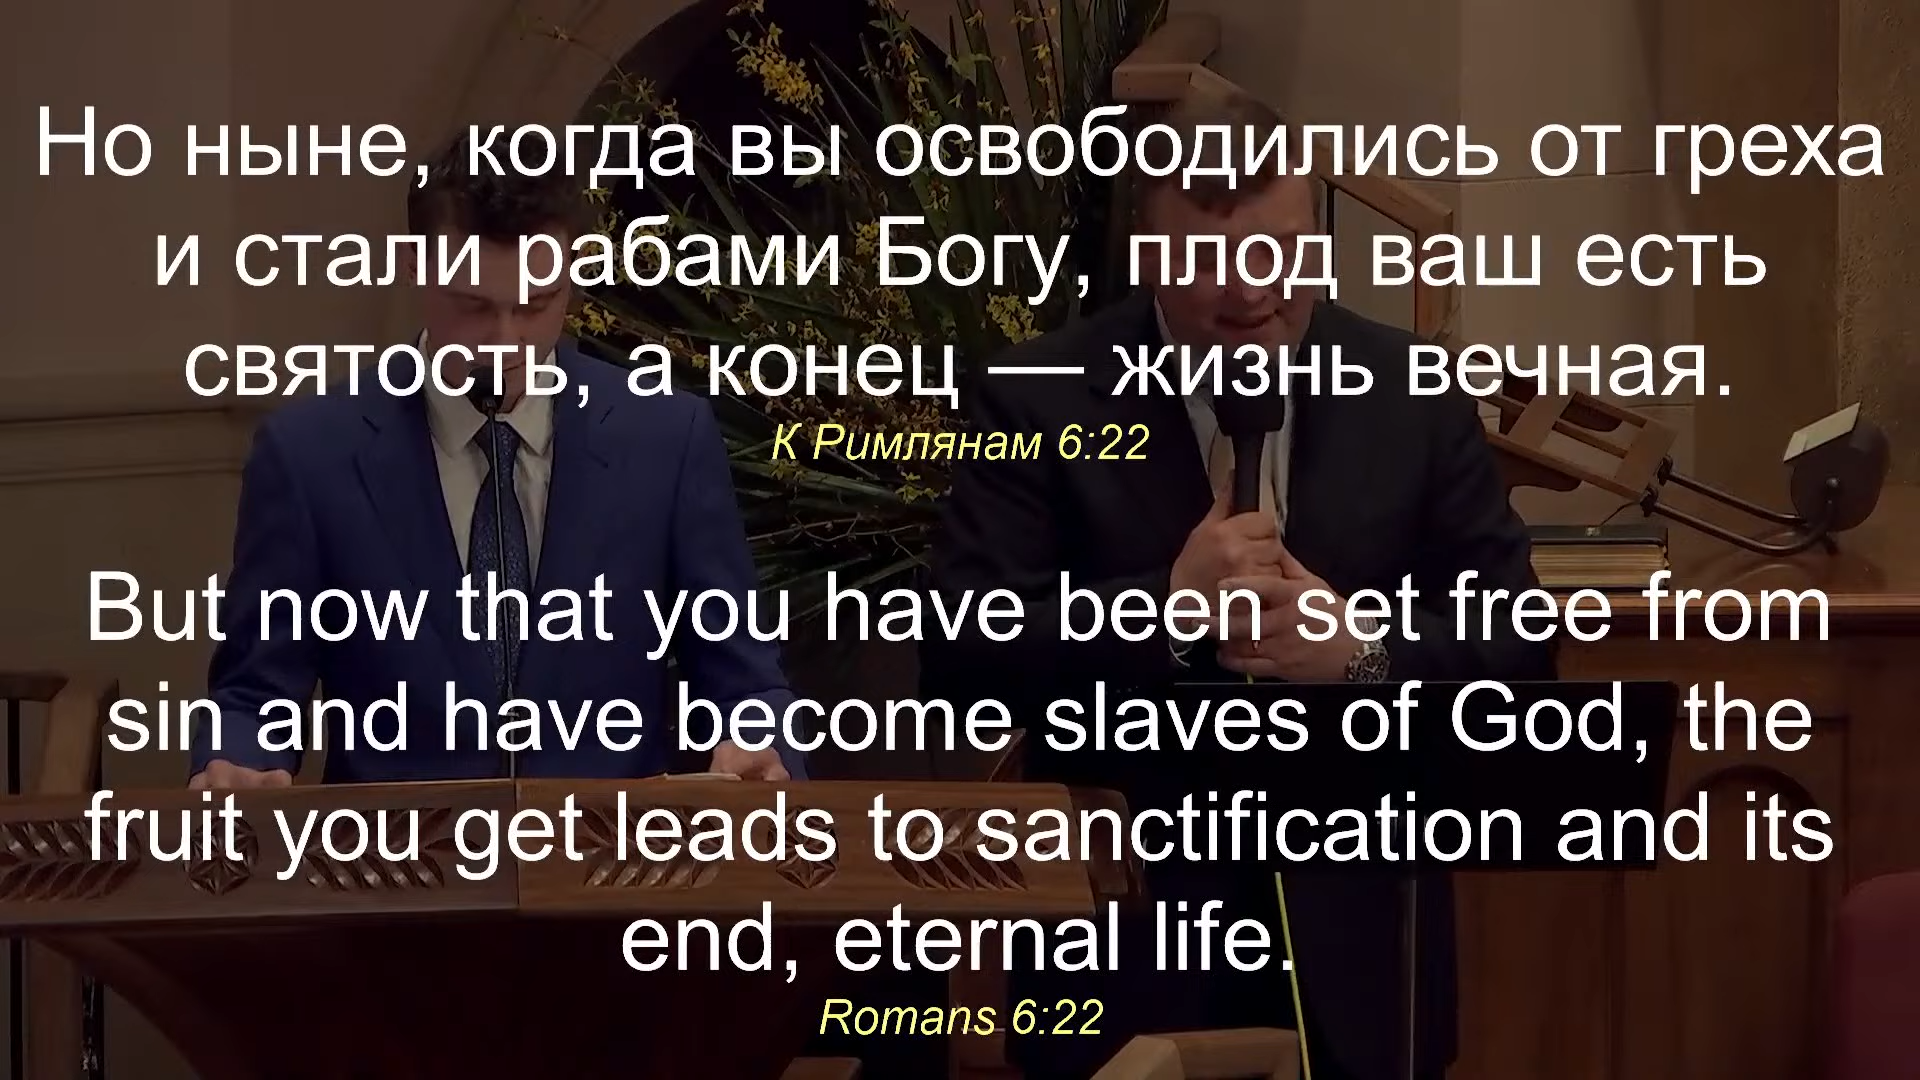 Но ныне, когда вы освободились от греха
и стали рабами Богу, плод ваш есть
святость, а конец — жизнь вечная.
К Римлянам 6:22
But now that you have been set free from
sin and have become slaves of God, the
fruit you get leads to sanctification and its
end, eternal life.
Romans 6:22